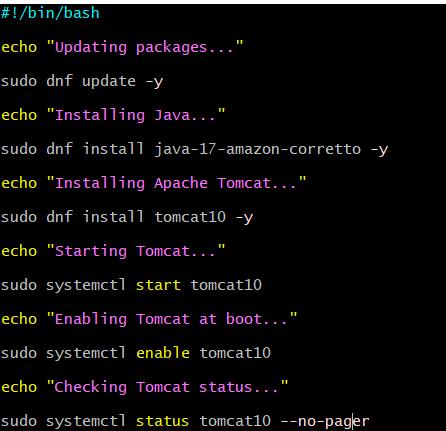 #!/bin/bash
echo "Updating packages..."
sudo dnf update -y
echo "Installing Java..."
sudo dnf install java-17-amazon-corretto -y
echo "Installing Apache Tomcat..."
sudo dnf install tomcat10 -y
echo "Starting Tomcat..."
sudo systemctl start tomcat10
echo "Enabling Tomcat at boot..."
sudo systemctl enable tomcat10
echo "Checking Tomcat status..."
sudo systemctl status tomcat10 --no-pager